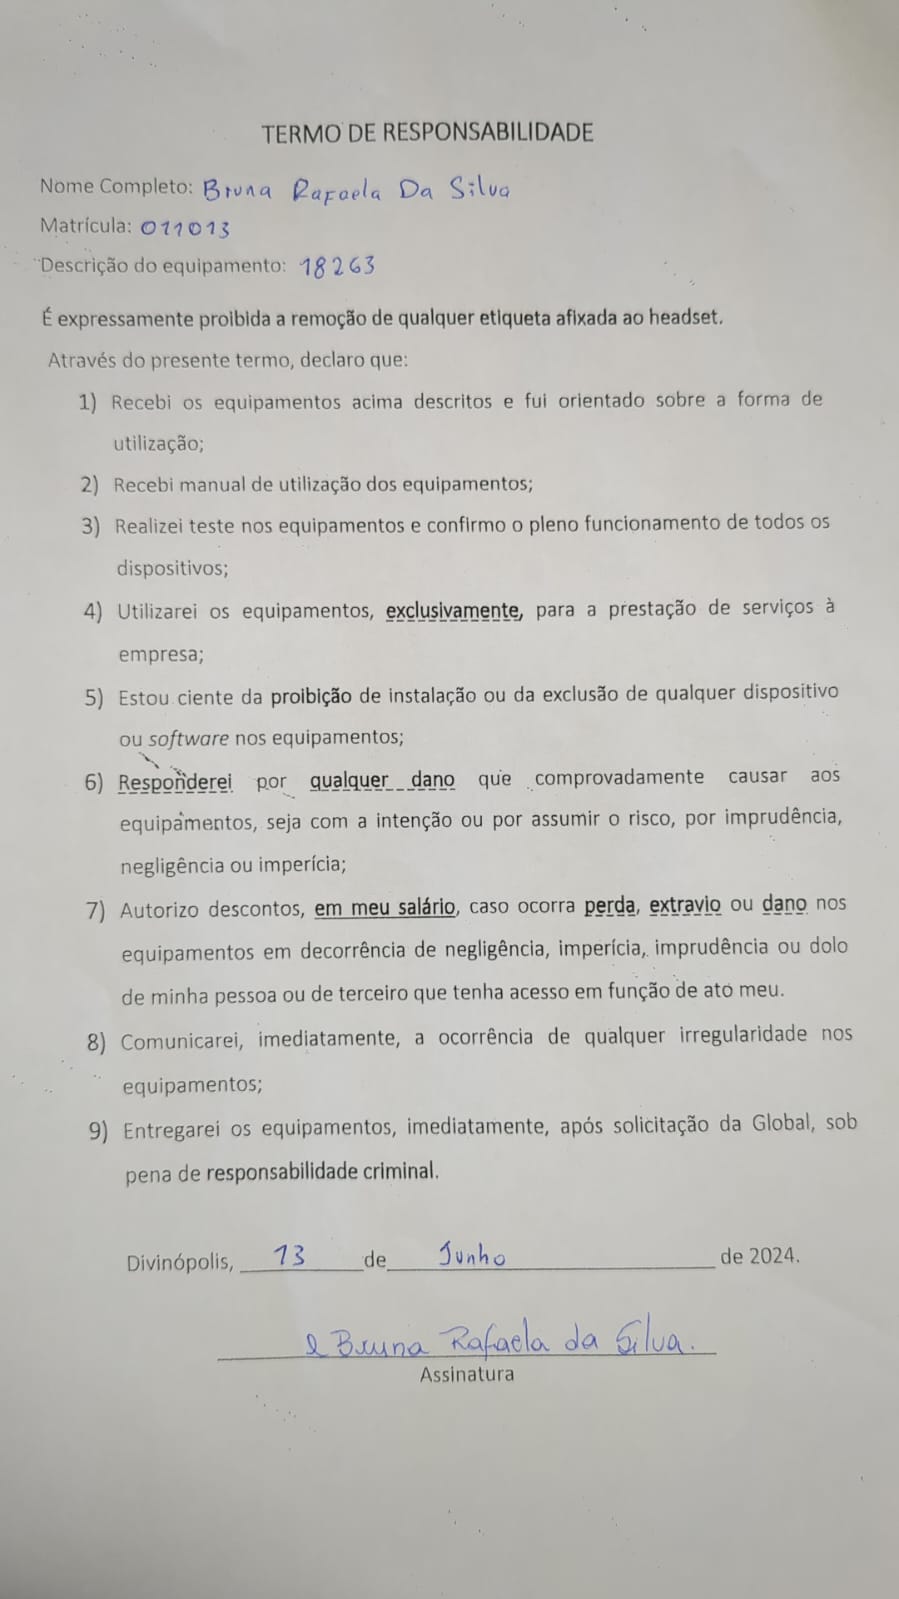 TERMO DE RESPONSABILIDADE
Nome Completo: Bruna Rafaela Da Silva
Matrícula: 011013
Descrição do equipamento: 18263
É expressamente proibida a remoção de qualquer etiqueta afixada ao headset.
Através do presente termo, declaro que:
1) Recebi os equipamentos acima descritos e fui orientado sobre a forma de
utilização;
2) Recebi manual de utilização dos equipamentos;
3) Realizei teste nos equipamentos e confirmo o pleno funcionamento de todos os
dispositivos;
4) Utilizarei os equipamentos, exclusivamente, para a prestação de serviços à
empresa;
5) Estou ciente da proibição de instalação ou da exclusão de qualquer dispositivo
ou software nos equipamentos;
6) Responderei por qualquer dano que comprovadamente causar aos
equipamentos, seja com a intenção ou por assumir o risco, por imprudência,
negligência ou imperícia;
7) Autorizo descontos, em meu salário, caso ocorra perda, extravio ou dano nos
equipamentos em decorrência de negligência, imperícia, imprudência ou dolo
de minha pessoa ou de terceiro que tenha acesso em função de ato meu.
8) Comunicarei, imediatamente, a ocorrência de qualquer irregularidade nos
equipamentos;
9) Entregarei os equipamentos, imediatamente, após solicitação da Global, sob
pena de responsabilidade criminal.
Divinópolis, 13 de Junho de 2024.
Bruna Rafaela da Silva.
Assinatura